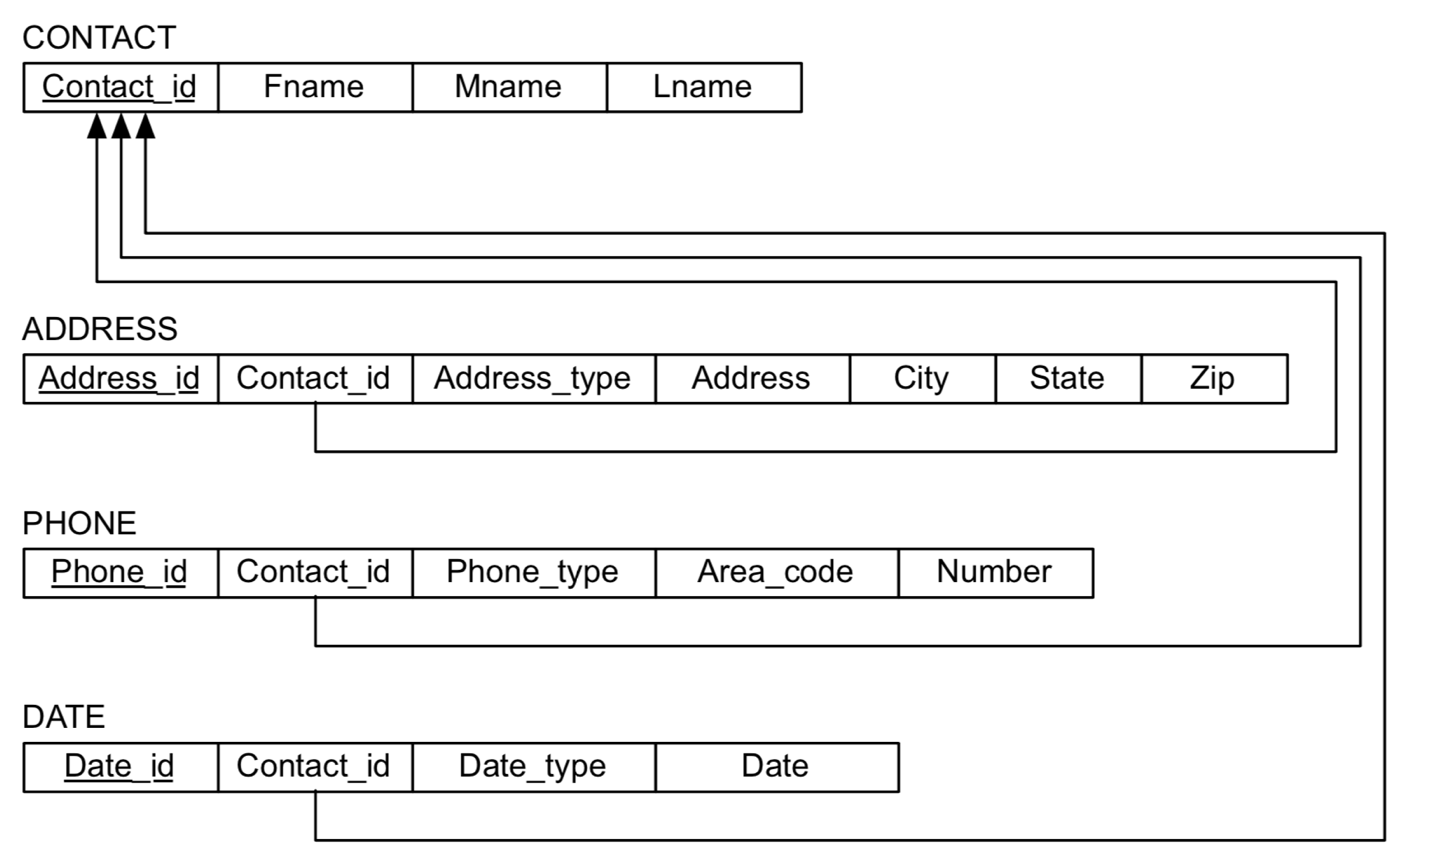 CONTACT
Contact_id Fname Mname Lname
ADDRESS
Address_id Contact_id Address_type Address City State Zip
PHONE
Phone_id Contact_id Phone_type Area_code Number
DATE
Date_id Contact_id Date_type Date